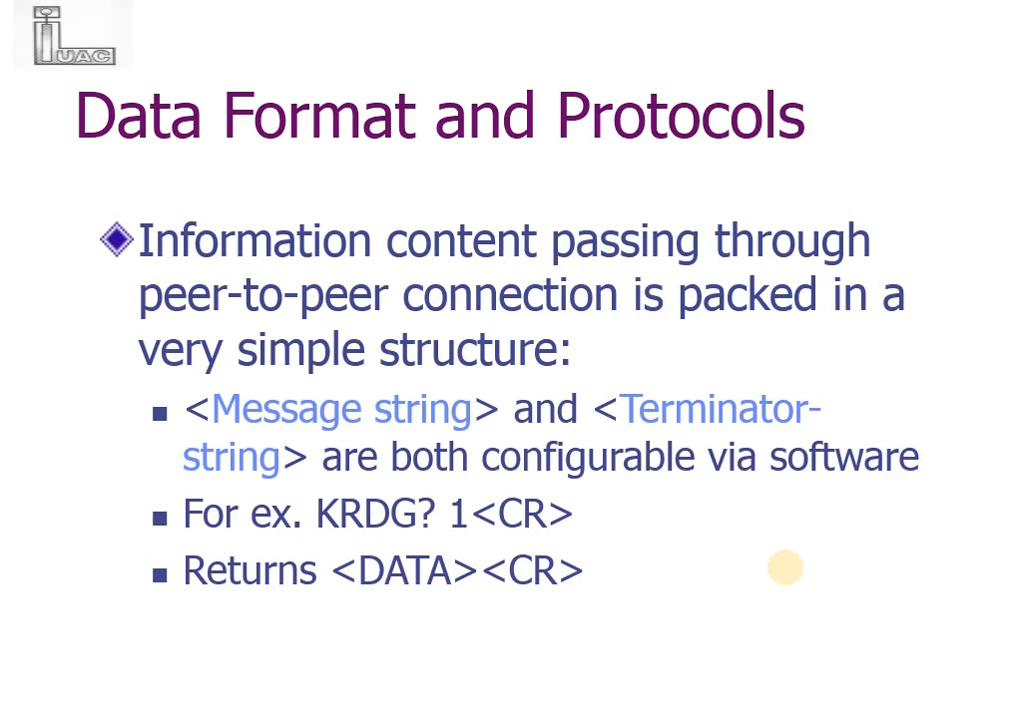 iUAC
Data Format and Protocols
Information content passing through
peer-to-peer connection is packed in a
very simple structure:
<Message string> and <Terminator-
string> are both configurable via software
For ex. KRDG? 1<CR>
Returns <DATA><CR>